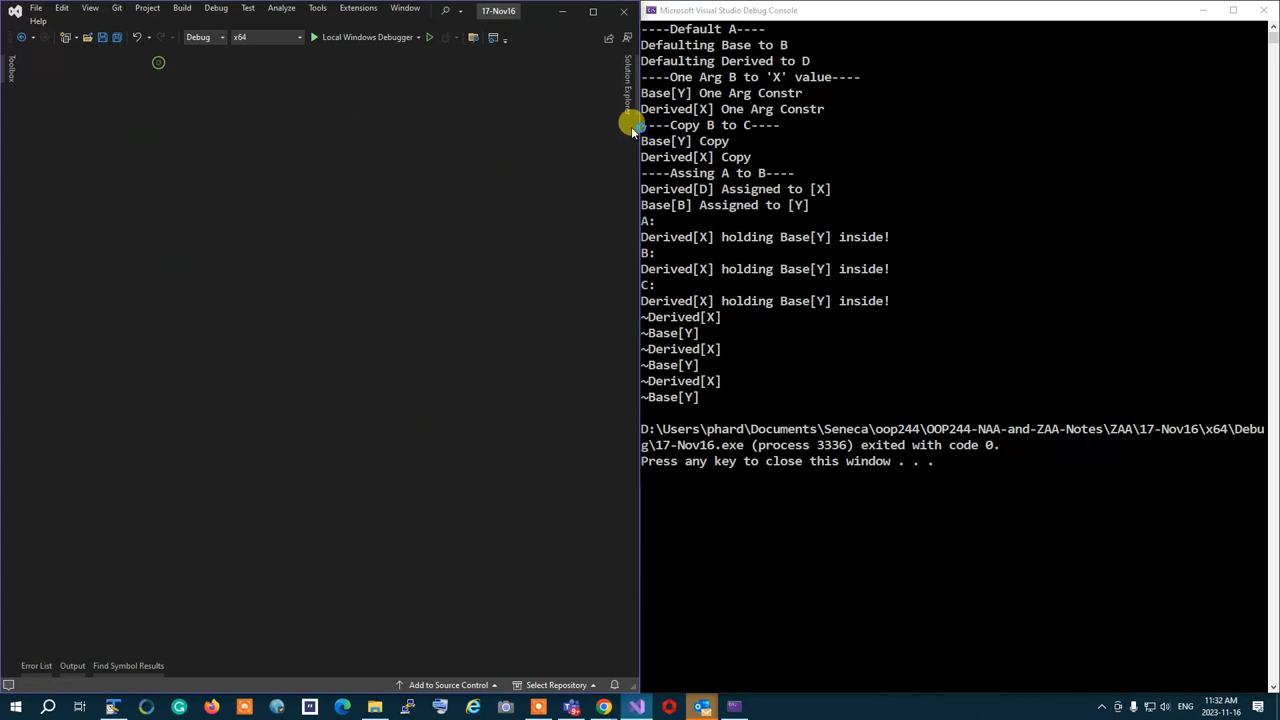 File Edit View Git Project Build Debug Test Analyze Tools Extensions Window 17-Nov16
Help
Debug x64 Local Windows Debugger
Toolbox
Solution Explorer
Error List Output Find Symbol Results
Add to Source Control Select Repository
Microsoft Visual Studio Debug Console
----Default A----
Defaulting Base to B
Defaulting Derived to D
----One Arg B to 'X' value----
Base[Y] One Arg Constr
Derived[X] One Arg Constr
----Copy B to C----
Base[Y] Copy
Derived[X] Copy
----Assing A to B----
Derived[D] Assigned to [X]
Base[B] Assigned to [Y]
A:
Derived[X] holding Base[Y] inside!
B:
Derived[X] holding Base[Y] inside!
C:
Derived[X] holding Base[Y] inside!
~Derived[X]
~Base[Y]
~Derived[X]
~Base[Y]
~Derived[X]
~Base[Y]
D:\Users\phard\Documents\Seneca\oop244\OOP244-NAA-and-ZAA-Notes\ZAA\17-Nov16\x64\Debu
g\17-Nov16.exe (process 3336) exited with code 0.
Press any key to close this window . . .
ENG
11:32 AM
2023-11-16